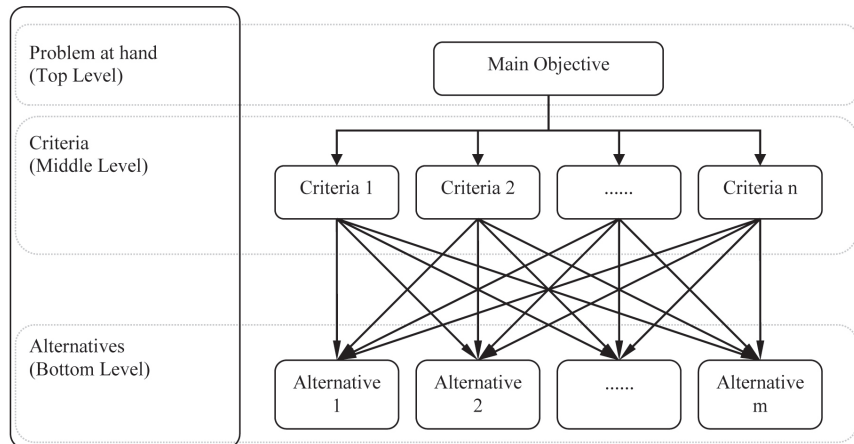 Problem at hand
(Top Level)
Main Objective
Criteria
(Middle Level)
Criteria 1
Criteria 2
......
Criteria n
Alternatives
(Bottom Level)
Alternative
1
Alternative
2
......
Alternative
m